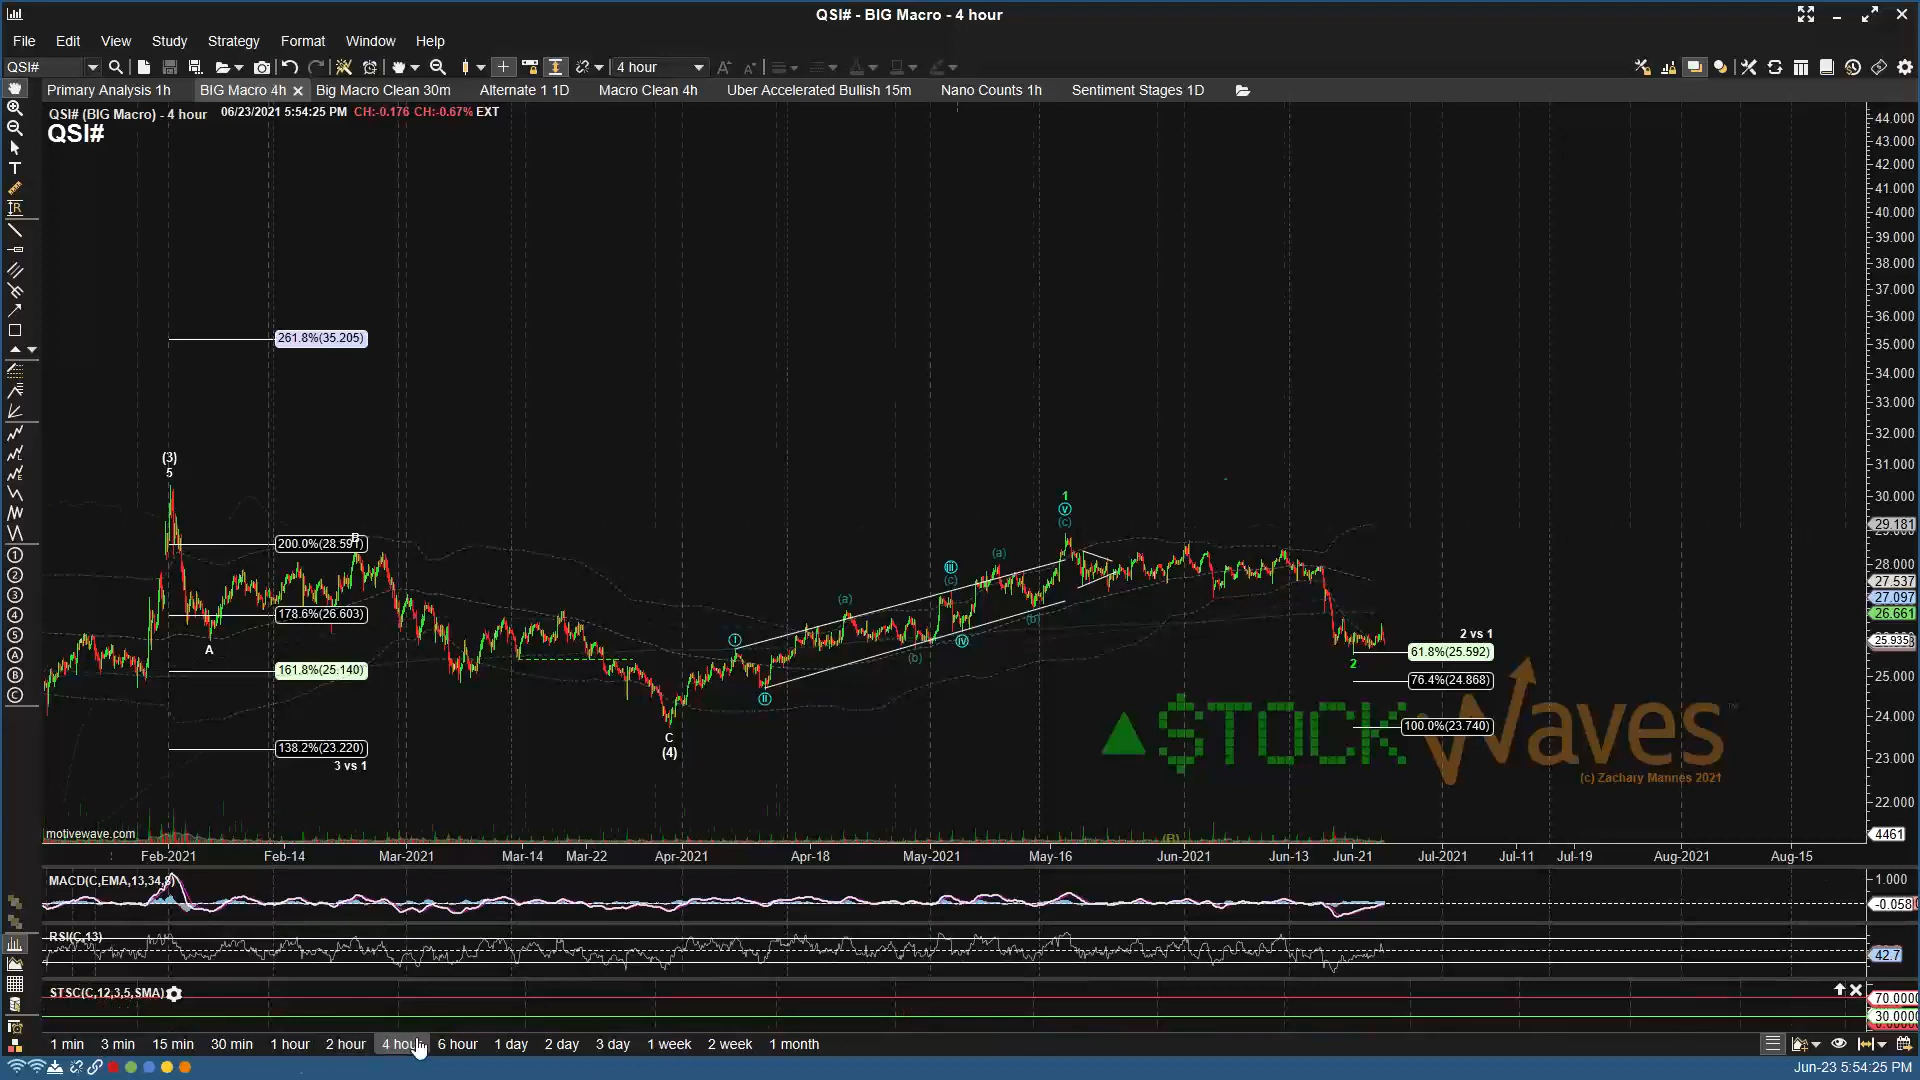 QSI# - BIG Macro - 4 hour
File Edit View Study Strategy Format Window Help
QSI# 4 hour
Primary Analysis 1h BIG Macro 4h Big Macro Clean 30m Alternate 1 1D Macro Clean 4h Uber Accelerated Bullish 15m Nano Counts 1h Sentiment Stages 1D
QSI# (BIG Macro) - 4 hour 06/23/2021 5:54:25 PM CH:-0.176 CH:-0.67% EXT
QSI#
44.000
43.000
42.000
41.000
40.000
39.000
38.000
37.000
36.000
35.000
34.000
33.000
32.000
31.000
30.000
29.181
28.000
27.537
27.097
26.661
25.935
25.000
24.000
23.000
22.000
4461
261.8%(35.205)
(3)
5
200.0%(28.591)
B
178.6%(26.603)
A
161.8%(25.140)
138.2%(23.220)
3 vs 1
C
(4)
i
ii
(a)
(b)
iii
(c)
iv
(a)
(b)
1
v
(c)
2
2 vs 1
61.8%(25.592)
76.4%(24.868)
100.0%(23.740)
$TOCK Waves™
(c) Zachary Mannes 2021
(B)
motivewave.com
Feb-2021 Feb-14 Mar-2021 Mar-14 Mar-22 Apr-2021 Apr-18 May-2021 May-16 Jun-2021 Jun-13 Jun-21 Jul-2021 Jul-11 Jul-19 Aug-2021 Aug-15
MACD(C,EMA,13,34,8)
1.000
-0.058
RSI(C,13)
42.7
STSC(C,12,3,5,SMA)
70.0000
30.0000
1 min 3 min 15 min 30 min 1 hour 2 hour 4 hour 6 hour 1 day 2 day 3 day 1 week 2 week 1 month
Jun-23 5:54:25 PM